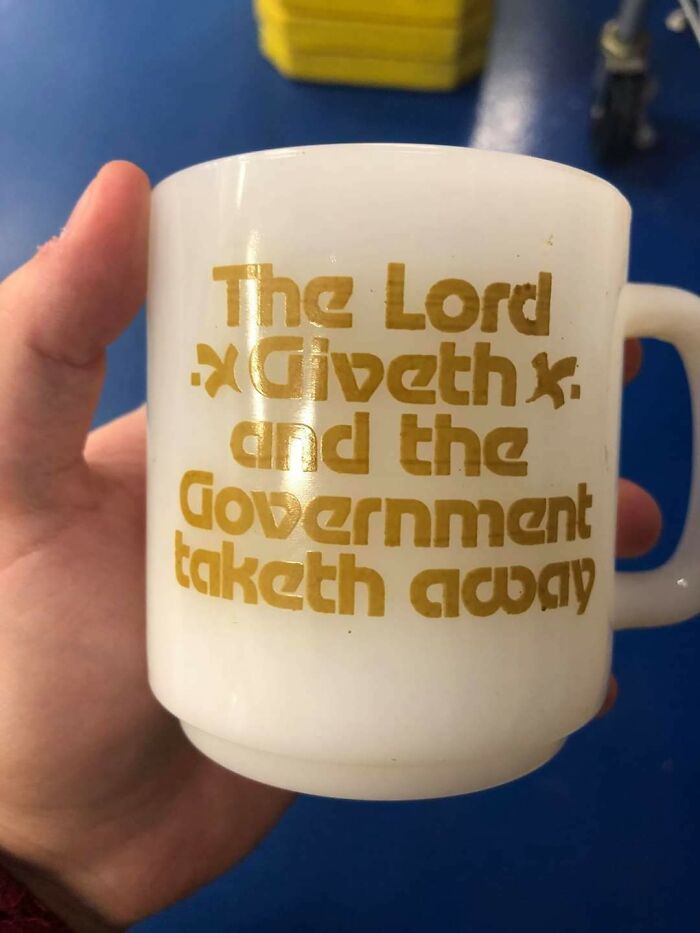 The Lord
Giveth
and the
Government
taketh away